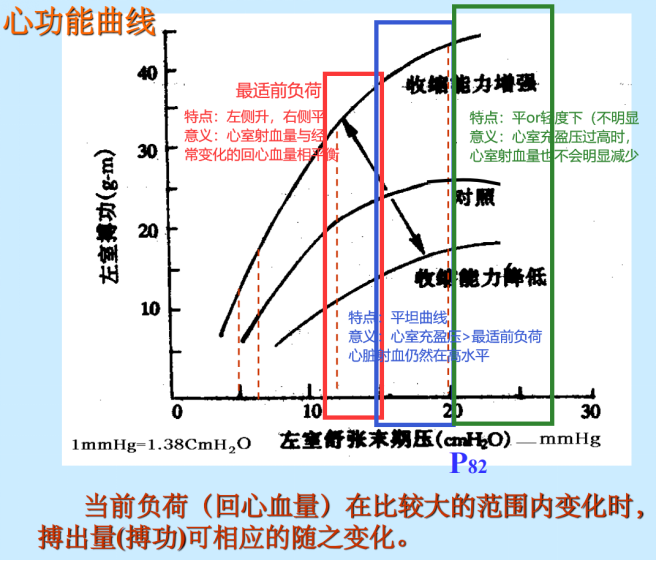 心功能曲线
40
30
20
10
左室搏功(g-m)
收缩能力增强
最适前负荷
特点：左侧升，右侧平
意义：心室射血量与经
常变化的回心血量相平衡
特点：平or轻度下（不明显
意义：心室充盈压过高时，
心室射血量也不会明显减少
对照
收缩能力降低
特点：平坦曲线
意义：心室充盈压>最适前负荷
心脏射血仍然在高水平
0 10 20 30
1mmHg=1.38CmH2O
左室舒张末期压(cmH2O) — mmHg
P82
当前负荷（回心血量）在比较大的范围内变化时，
搏出量(搏功)可相应的随之变化。